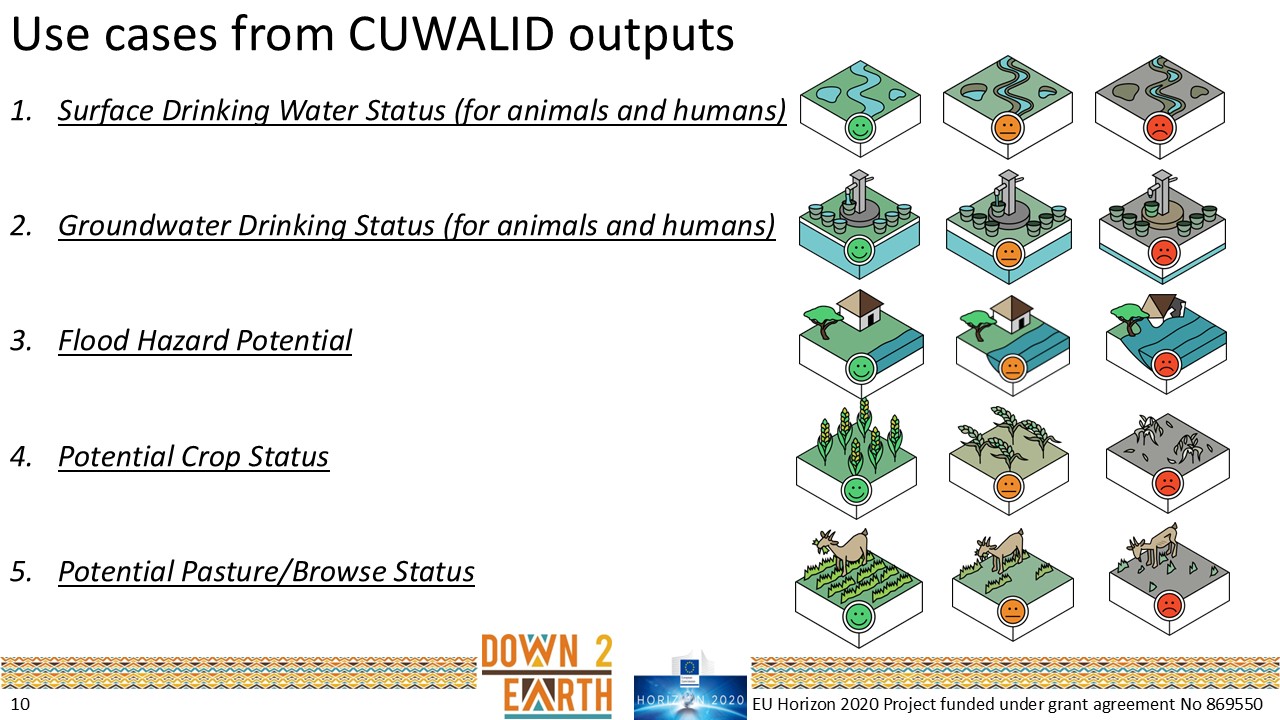 Use cases from CUWALID outputs
1. Surface Drinking Water Status (for animals and humans)
2. Groundwater Drinking Status (for animals and humans)
3. Flood Hazard Potential
4. Potential Crop Status
5. Potential Pasture/Browse Status
DOWN 2
EARTH
HORIZON 2020
10
EU Horizon 2020 Project funded under grant agreement No 869550